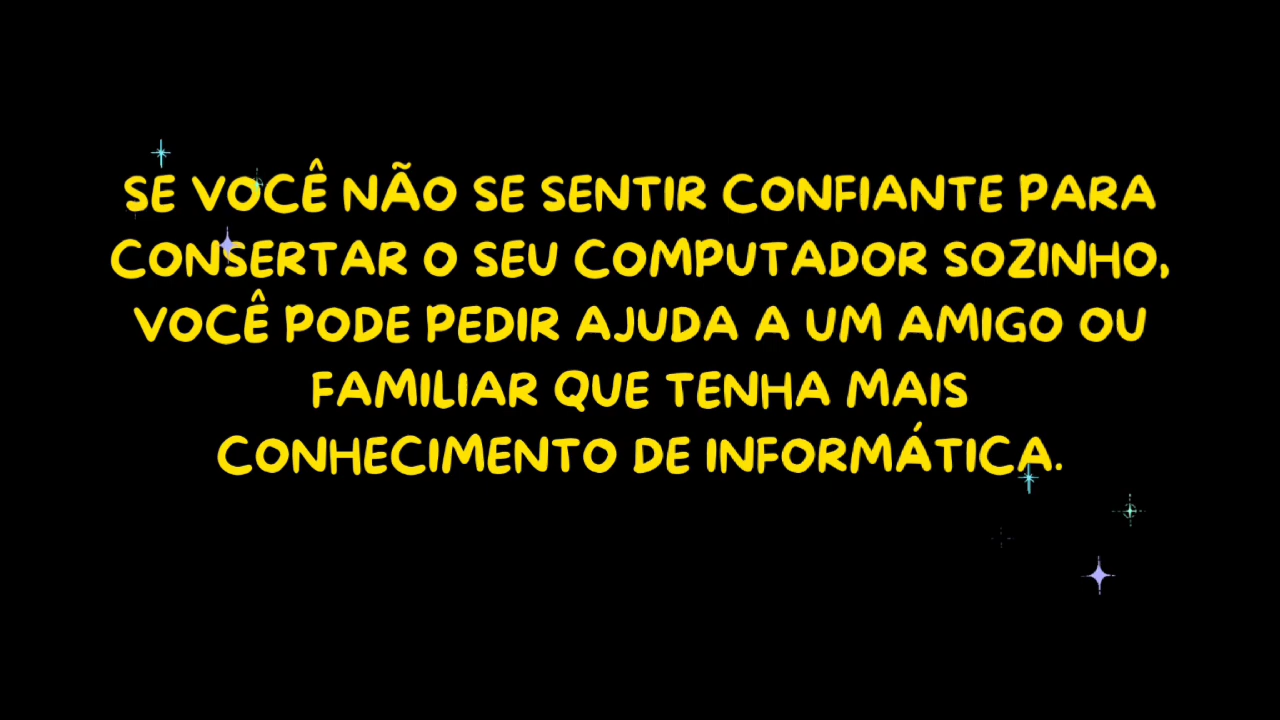 SE VOCÊ NÃO SE SENTIR CONFIANTE PARA
CONSERTAR O SEU COMPUTADOR SOZINHO,
VOCÊ PODE PEDIR AJUDA A UM AMIGO OU
FAMILIAR QUE TENHA MAIS
CONHECIMENTO DE INFORMÁTICA.